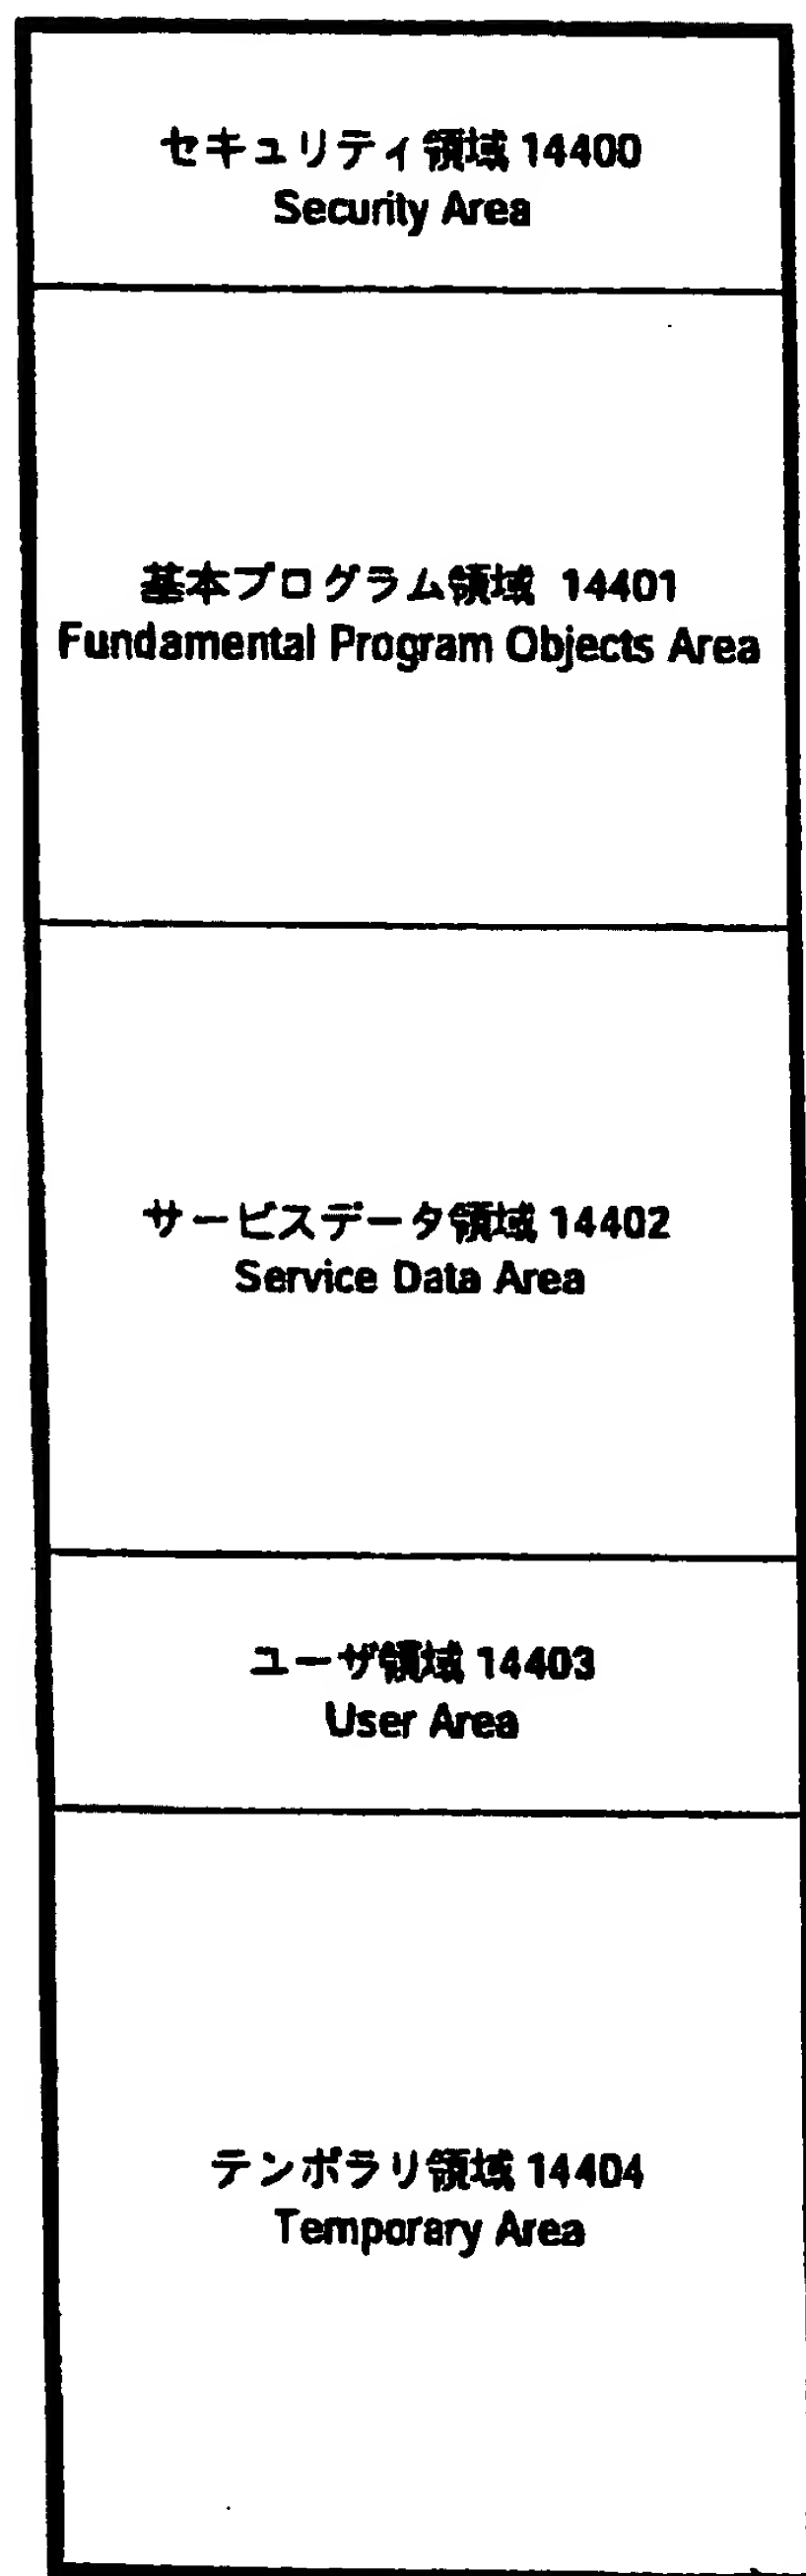 セキュリティ領域 14400
Security Area
基本プログラム領域 14401
Fundamental Program Objects Area
サービスデータ領域 14402
Service Data Area
ユーザ領域 14403
User Area
テンポラリ領域 14404
Temporary Area